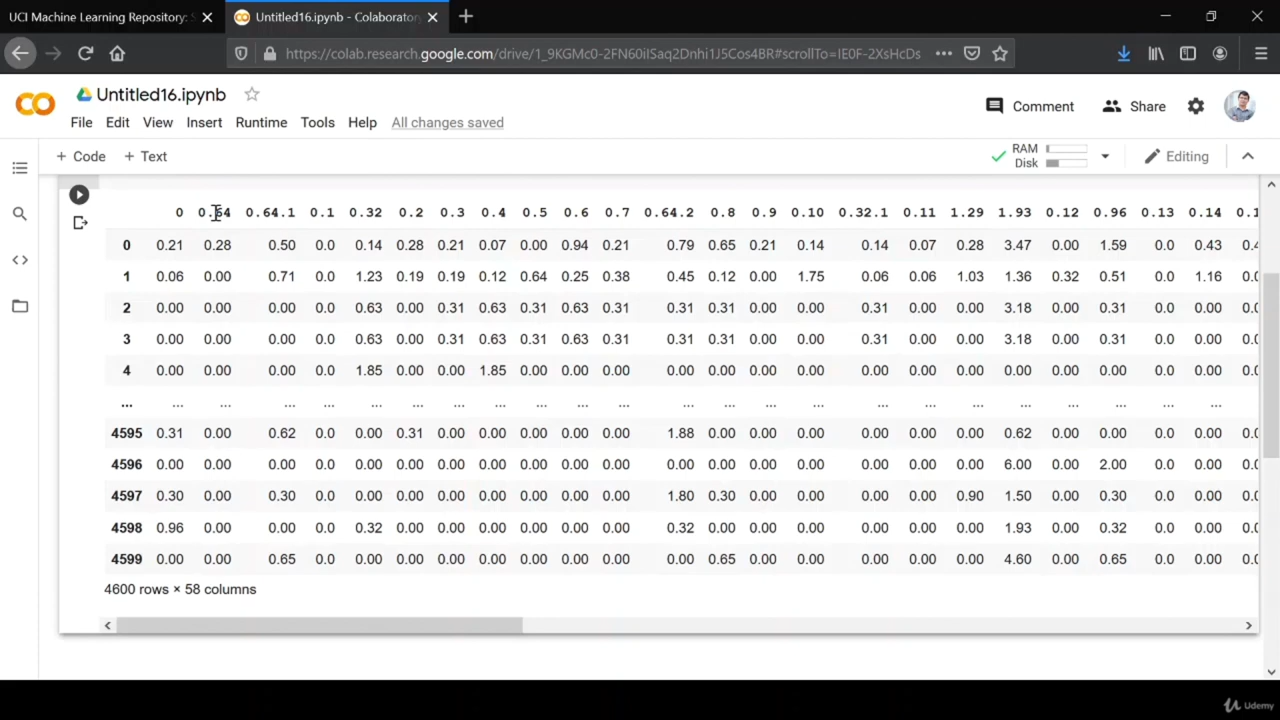 UCI Machine Learning Repository: S
Untitled16.ipynb - Colaboratory
https://colab.research.google.com/drive/1_9KGMc0-2FN60iISaq2Dnhi1J5Cos4BR#scrollTo=IE0F-2XsHcDs
Untitled16.ipynb
Comment Share
File Edit View Insert Runtime Tools Help All changes saved
+ Code + Text RAM Disk Editing
0 0.64 0.64.1 0.1 0.32 0.2 0.3 0.4 0.5 0.6 0.7 0.64.2 0.8 0.9 0.10 0.32.1 0.11 1.29 1.93 0.12 0.96 0.13 0.14 0.1
0 0.21 0.28 0.50 0.0 0.14 0.28 0.21 0.07 0.00 0.94 0.21 0.79 0.65 0.21 0.14 0.14 0.07 0.28 3.47 0.00 1.59 0.0 0.43 0.4
1 0.06 0.00 0.71 0.0 1.23 0.19 0.19 0.12 0.64 0.25 0.38 0.45 0.12 0.00 1.75 0.06 0.06 1.03 1.36 0.32 0.51 0.0 1.16 0.0
2 0.00 0.00 0.00 0.0 0.63 0.00 0.31 0.63 0.31 0.63 0.31 0.31 0.31 0.00 0.00 0.31 0.00 0.00 3.18 0.00 0.31 0.0 0.00 0.0
3 0.00 0.00 0.00 0.0 0.63 0.00 0.31 0.63 0.31 0.63 0.31 0.31 0.31 0.00 0.00 0.31 0.00 0.00 3.18 0.00 0.31 0.0 0.00 0.0
4 0.00 0.00 0.00 0.0 1.85 0.00 0.00 1.85 0.00 0.00 0.00 0.00 0.00 0.00 0.00 0.00 0.00 0.00 0.00 0.00 0.00 0.0 0.00 0.0
... ... ... ... ... ... ... ... ... ... ... ... ... ... ... ... ... ... ... ... ... ... ... ...
4595 0.31 0.00 0.62 0.0 0.00 0.31 0.00 0.00 0.00 0.00 0.00 1.88 0.00 0.00 0.00 0.00 0.00 0.00 0.62 0.00 0.00 0.0 0.00 0.0
4596 0.00 0.00 0.00 0.0 0.00 0.00 0.00 0.00 0.00 0.00 0.00 0.00 0.00 0.00 0.00 0.00 0.00 0.00 6.00 0.00 2.00 0.0 0.00 0.0
4597 0.30 0.00 0.30 0.0 0.00 0.00 0.00 0.00 0.00 0.00 0.00 1.80 0.30 0.00 0.00 0.00 0.00 0.90 1.50 0.00 0.30 0.0 0.00 0.0
4598 0.96 0.00 0.00 0.0 0.32 0.00 0.00 0.00 0.00 0.00 0.00 0.32 0.00 0.00 0.00 0.00 0.00 0.00 1.93 0.00 0.32 0.0 0.00 0.0
4599 0.00 0.00 0.65 0.0 0.00 0.00 0.00 0.00 0.00 0.00 0.00 0.00 0.65 0.00 0.00 0.00 0.00 0.00 4.60 0.00 0.65 0.0 0.00 0.0
4600 rows × 58 columns
Udemy